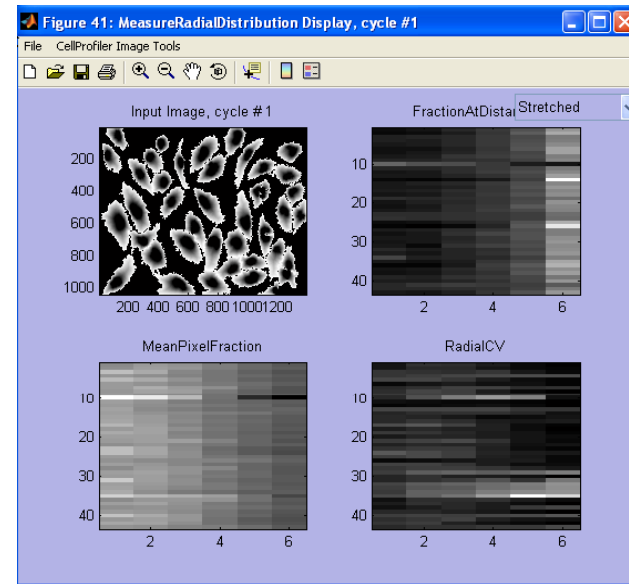 Figure 41: MeasureRadialDistribution Display, cycle #1
File CellProfiler Image Tools
Input Image, cycle #1
200
400
600
800
1000
200 400 600 800 10001200
FractionAtDistan
Stretched
10
20
30
40
2 4 6
MeanPixelFraction
10
20
30
40
2 4 6
RadialCV
10
20
30
40
2 4 6